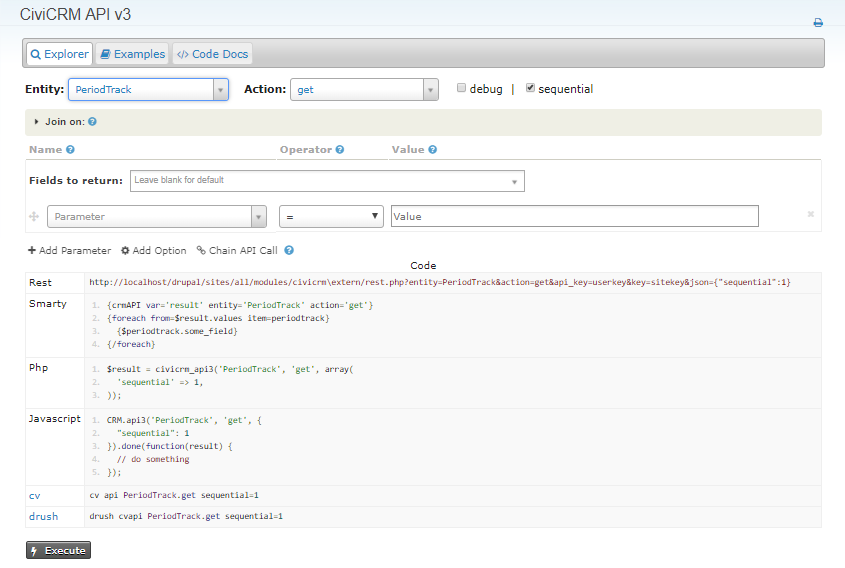 CiviCRM API v3
Explorer Examples </> Code Docs
Entity: PeriodTrack Action: get debug | sequential
Join on:
Name Operator Value
Fields to return: Leave blank for default
Parameter = Value
Add Parameter Add Option Chain API Call
Code
Rest http://localhost/drupal/sites/all/modules/civicrm\extern/rest.php?entity=PeriodTrack&action=get&api_key=userkey&key=sitekey&json={"sequential":1}
Smarty 1. {crmAPI var='result' entity='PeriodTrack' action='get'}
2. {foreach from=$result.values item=periodtrack}
3. {$periodtrack.some_field}
4. {/foreach}
Php 1. $result = civicrm_api3('PeriodTrack', 'get', array(
2. 'sequential' => 1,
3. ));
Javascript 1. CRM.api3('PeriodTrack', 'get', {
2. "sequential": 1
3. }).done(function(result) {
4. // do something
5. });
cv cv api PeriodTrack.get sequential=1
drush drush cvapi PeriodTrack.get sequential=1
Execute